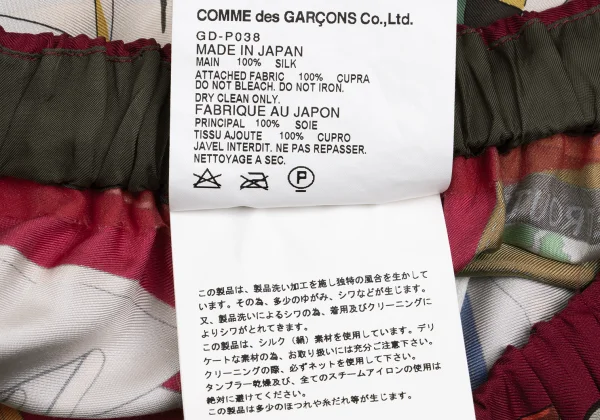 COMME des GARÇONS Co.,Ltd.
GD-P038
MADE IN JAPAN
MAIN 100% SILK
ATTACHED FABRIC 100% CUPRA
DO NOT BLEACH. DO NOT IRON.
DRY CLEAN ONLY.
FABRIQUE AU JAPON
PRINCIPAL 100% SOIE
TISSU AJOUTE 100% CUPRO
JAVEL INTERDIT. NE PAS REPASSER.
NETTOYAGE A SEC.
P
この製品は、製品洗い加工を施し独特の風合を生かして
います。その為、多少のゆがみ、シワなどが生じます。
又、製品洗いによるシワの為、着用及びクリーニングに
よりシワがとれてきます。
この製品は、シルク（絹）素材を使用しています。デリ
ケートな素材の為、お取り扱いには充分ご注意下さい。
クリーニングの際、必ずネットを使用して下さい。
タンブラー乾燥及び、全てのスチームアイロンの使用は
絶対に避けてください。
この製品は多少のほつれや糸だれ等が生じます。